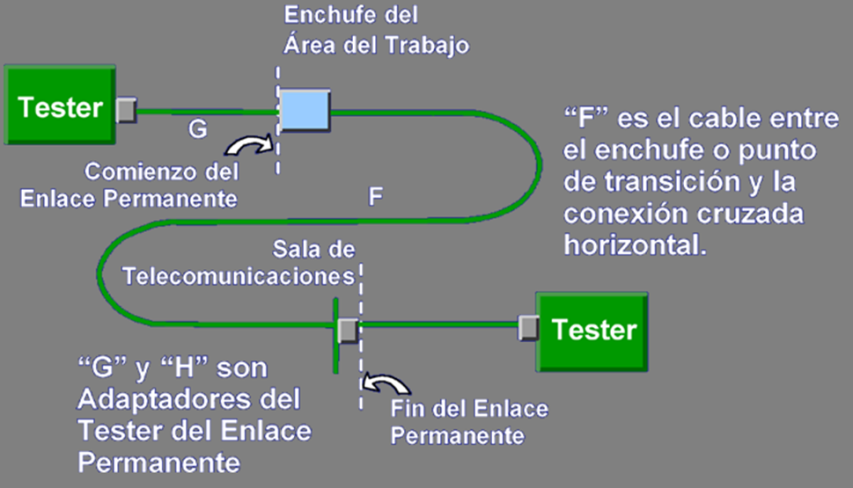 Enchufe del
Área del Trabajo
Tester
G
Comienzo del
Enlace Permanente
"F" es el cable entre
el enchufe o punto
de transición y la
conexión cruzada
horizontal.
F
Sala de
Telecomunicaciones
Tester
"G" y "H" son
Adaptadores del
Tester del Enlace
Permanente
Fin del Enlace
Permanente